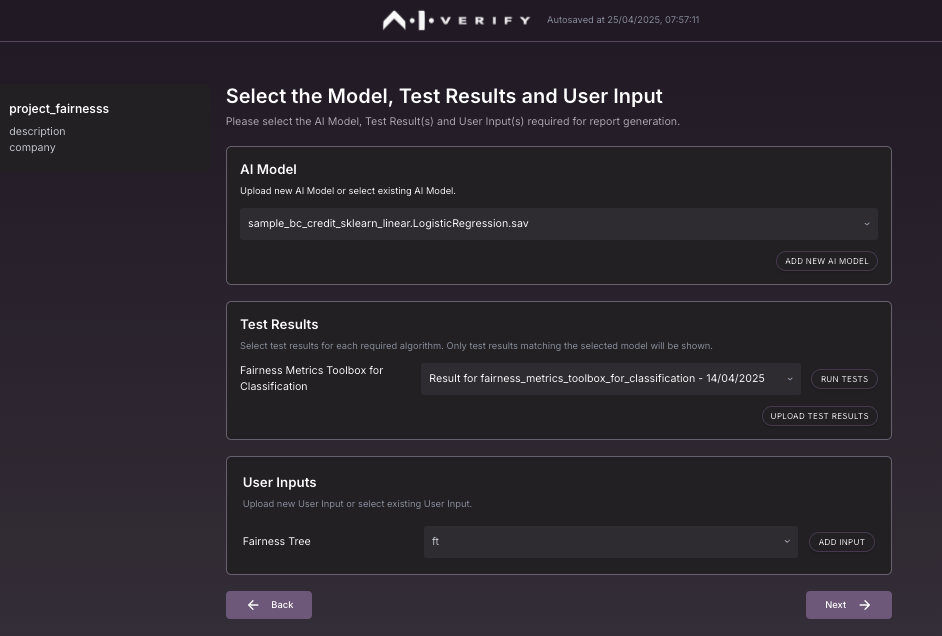 A·I·VERIFY Autosaved at 25/04/2025, 07:57:11
project_fairnesss
description
company
Select the Model, Test Results and User Input
Please select the AI Model, Test Result(s) and User Input(s) required for report generation.
AI Model
Upload new AI Model or select existing AI Model.
sample_bc_credit_sklearn_linear.LogisticRegression.sav
ADD NEW AI MODEL
Test Results
Select test results for each required algorithm. Only test results matching the selected model will be shown.
Fairness Metrics Toolbox for
Classification
Result for fairness_metrics_toolbox_for_classification - 14/04/2025
RUN TESTS
UPLOAD TEST RESULTS
User Inputs
Upload new User Input or select existing User Input.
Fairness Tree
ft
ADD INPUT
Back
Next